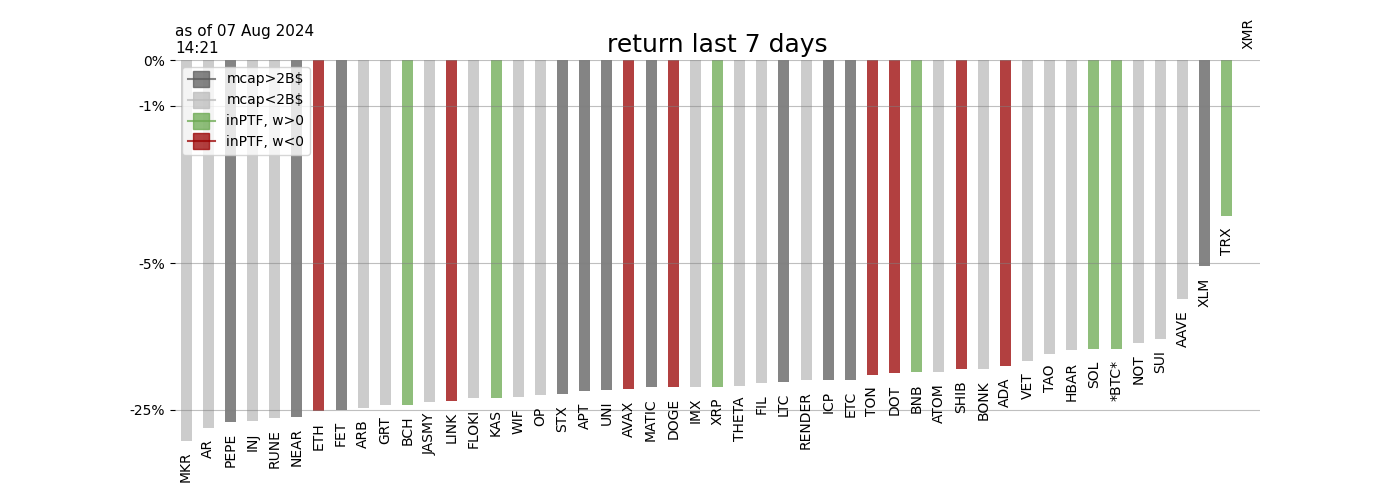 as of 07 Aug 2024
14:21
return last 7 days
XMR
0%
-1%
-5%
-25%
mcap>2B$
mcap<2B$
inPTF, w>0
inPTF, w<0
MKR
AR
PEPE
INJ
RUNE
NEAR
ETH
FET
ARB
GRT
BCH
JASMY
LINK
FLOKI
KAS
WIF
OP
STX
APT
UNI
AVAX
MATIC
DOGE
IMX
XRP
THETA
FIL
LTC
RENDER
ICP
ETC
TON
DOT
BNB
ATOM
SHIB
BONK
ADA
VET
TAO
HBAR
SOL
*BTC*
NOT
SUI
AAVE
XLM
TRX